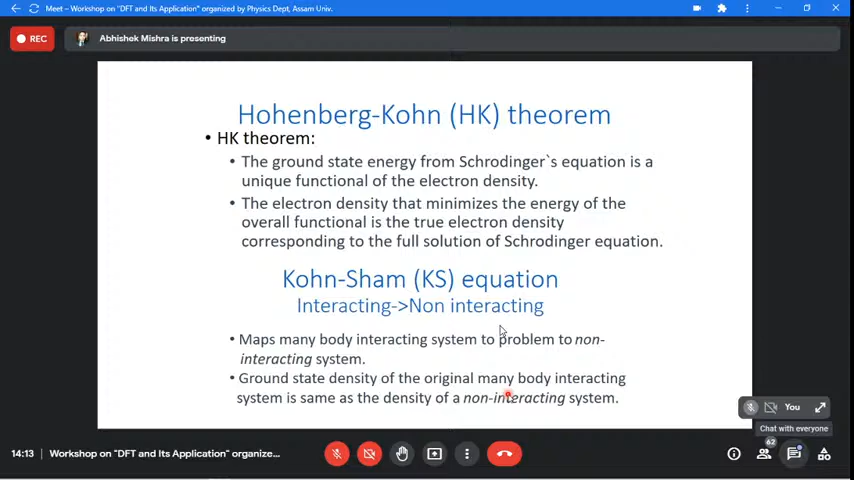 Meet – Workshop on "DFT and Its Application" organized by Physics Dept, Assam Univ.
REC
Abhishek Mishra is presenting
Hohenberg-Kohn (HK) theorem
• HK theorem:
• The ground state energy from Schrodinger`s equation is a
unique functional of the electron density.
• The electron density that minimizes the energy of the
overall functional is the true electron density
corresponding to the full solution of Schrodinger equation.
Kohn-Sham (KS) equation
Interacting->Non interacting
• Maps many body interacting system to problem to non-
interacting system.
• Ground state density of the original many body interacting
system is same as the density of a non-interacting system.
You
Chat with everyone
62
14:13
Workshop on "DFT and Its Application" organize...